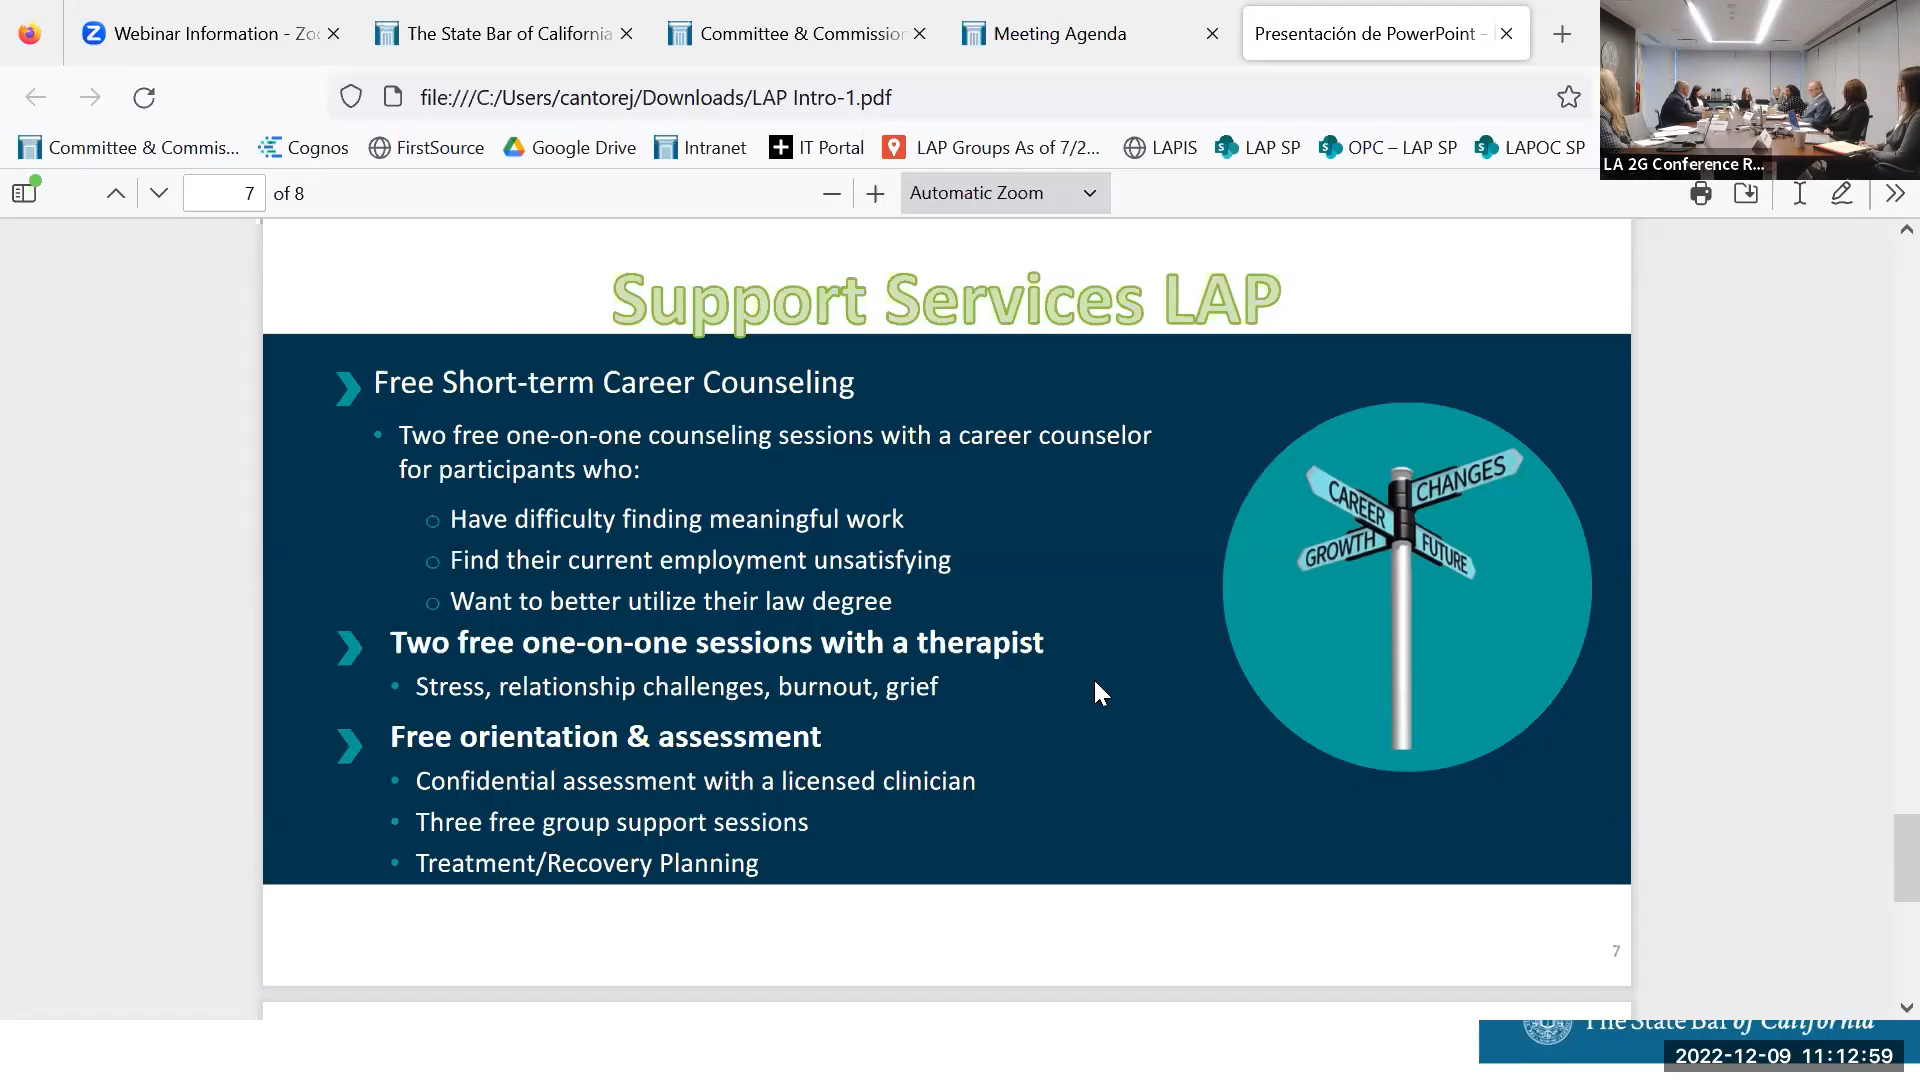 Webinar Information - Zo
The State Bar of California
Committee & Commission
Meeting Agenda
Presentación de PowerPoint -
file:///C:/Users/cantorej/Downloads/LAP Intro-1.pdf
Committee & Commis...
Cognos
FirstSource
Google Drive
Intranet
IT Portal
LAP Groups As of 7/2...
LAPIS
LAP SP
OPC – LAP SP
LAPOC SP
LA 2G Conference R...
7 of 8
Automatic Zoom
Support Services LAP
Free Short-term Career Counseling
Two free one-on-one counseling sessions with a career counselor
for participants who:
Have difficulty finding meaningful work
Find their current employment unsatisfying
Want to better utilize their law degree
Two free one-on-one sessions with a therapist
Stress, relationship challenges, burnout, grief
Free orientation & assessment
Confidential assessment with a licensed clinician
Three free group support sessions
Treatment/Recovery Planning
CAREER
CHANGES
GROWTH
FUTURE
7
The State Bar of California
2022-12-09 11:12:59